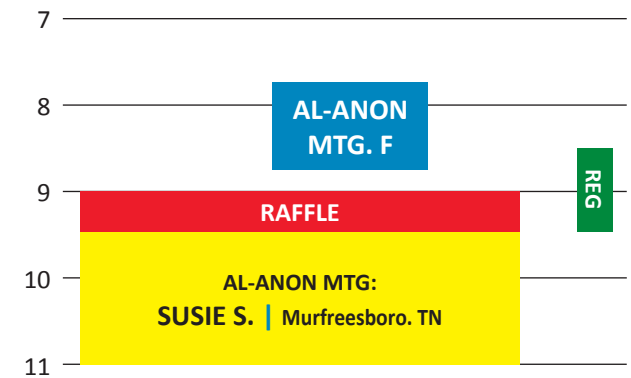 7
8
AL-ANON
MTG. F
REG
9
RAFFLE
10
AL-ANON MTG:
SUSIE S. | Murfreesboro. TN
11